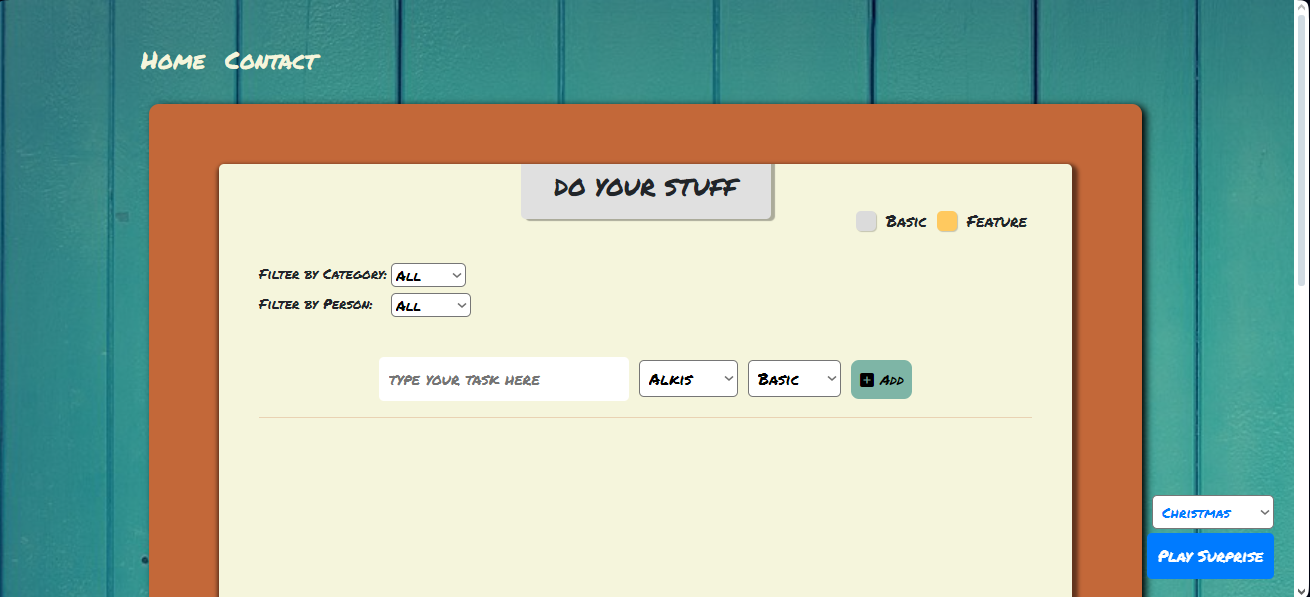 Home Contact
DO YOUR STUFF
Basic Feature
Filter by Category: All
Filter by Person: All
type your task here Alkis Basic Add
Christmas
Play Surprise